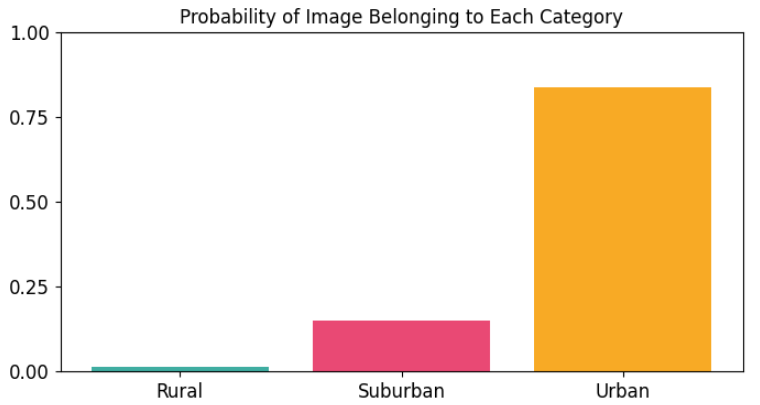 Probability of Image Belonging to Each Category
1.00
0.75
0.50
0.25
0.00
Rural Suburban Urban